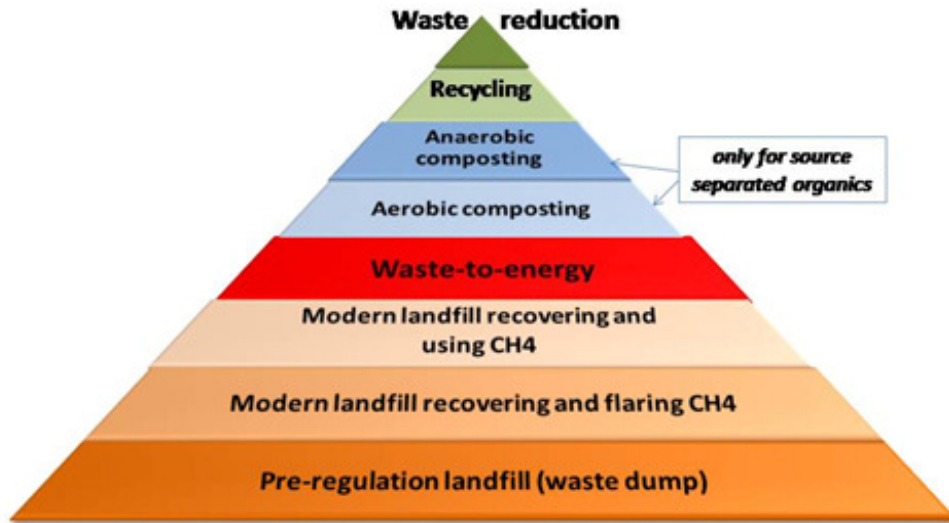 Waste reduction
Recycling
Anaerobic
composting
only for source
separated organics
Aerobic composting
Waste-to-energy
Modern landfill recovering and
using CH4
Modern landfill recovering and flaring CH4
Pre-regulation landfill (waste dump)